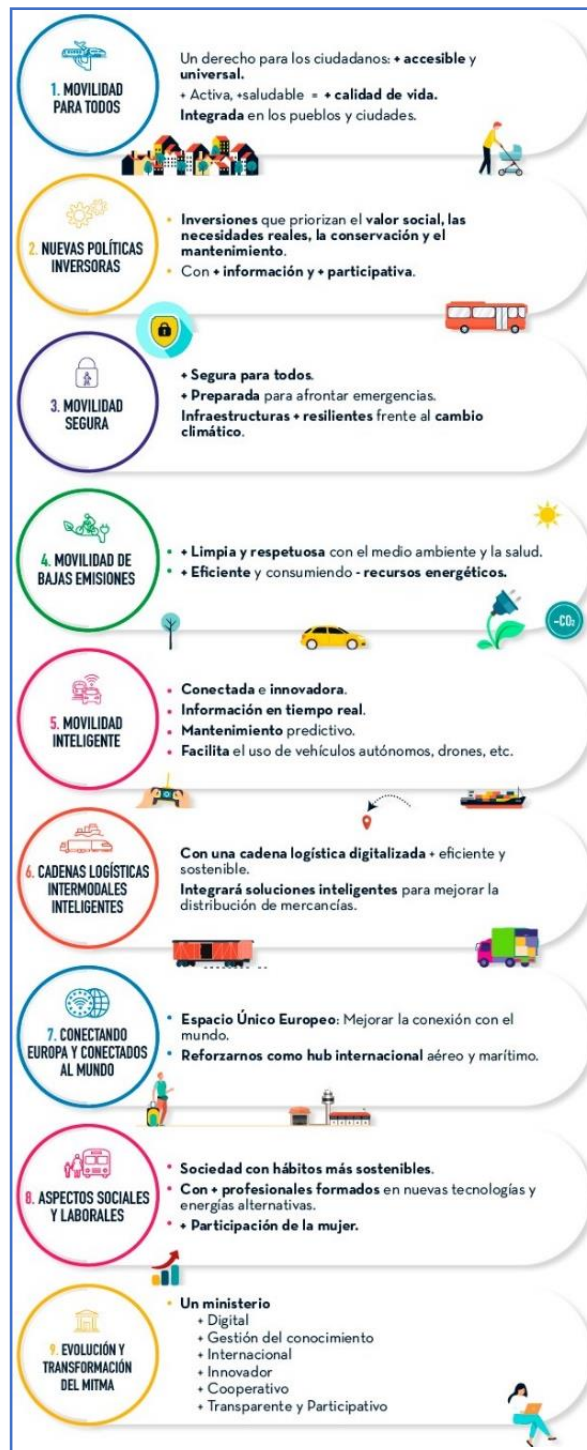 1. MOVILIDAD
PARA TODOS
Un derecho para los ciudadanos: + accesible y
universal.
+ Activa, +saludable = + calidad de vida.
Integrada en los pueblos y ciudades.
2. NUEVAS POLÍTICAS
INVERSORAS
• Inversiones que priorizan el valor social, las
necesidades reales, la conservación y el
mantenimiento.
• Con + información y + participativa.
3. MOVILIDAD
SEGURA
+ Segura para todos.
+ Preparada para afrontar emergencias.
Infraestructuras + resilientes frente al cambio
climático.
4. MOVILIDAD DE
BAJAS EMISIONES
• + Limpia y respetuosa con el medio ambiente y la salud.
• + Eficiente y consumiendo - recursos energéticos.
-CO₂
5. MOVILIDAD
INTELIGENTE
• Conectada e innovadora.
• Información en tiempo real.
• Mantenimiento predictivo.
• Facilita el uso de vehículos autónomos, drones, etc.
6. CADENAS LOGÍSTICAS
INTERMODALES
INTELIGENTES
Con una cadena logística digitalizada + eficiente y
sostenible.
Integrará soluciones inteligentes para mejorar la
distribución de mercancías.
7. CONECTANDO
EUROPA Y CONECTADOS
AL MUNDO
• Espacio Único Europeo: Mejorar la conexión con el
mundo.
• Reforzarnos como hub internacional aéreo y marítimo.
8. ASPECTOS SOCIALES
Y LABORALES
• Sociedad con hábitos más sostenibles.
• Con + profesionales formados en nuevas tecnologías y
energías alternativas.
• + Participación de la mujer.
9. EVOLUCIÓN Y
TRANSFORMACIÓN
DEL MITMA
• Un ministerio
+ Digital
+ Gestión del conocimiento
+ Internacional
+ Innovador
+ Cooperativo
+ Transparente y Participativo